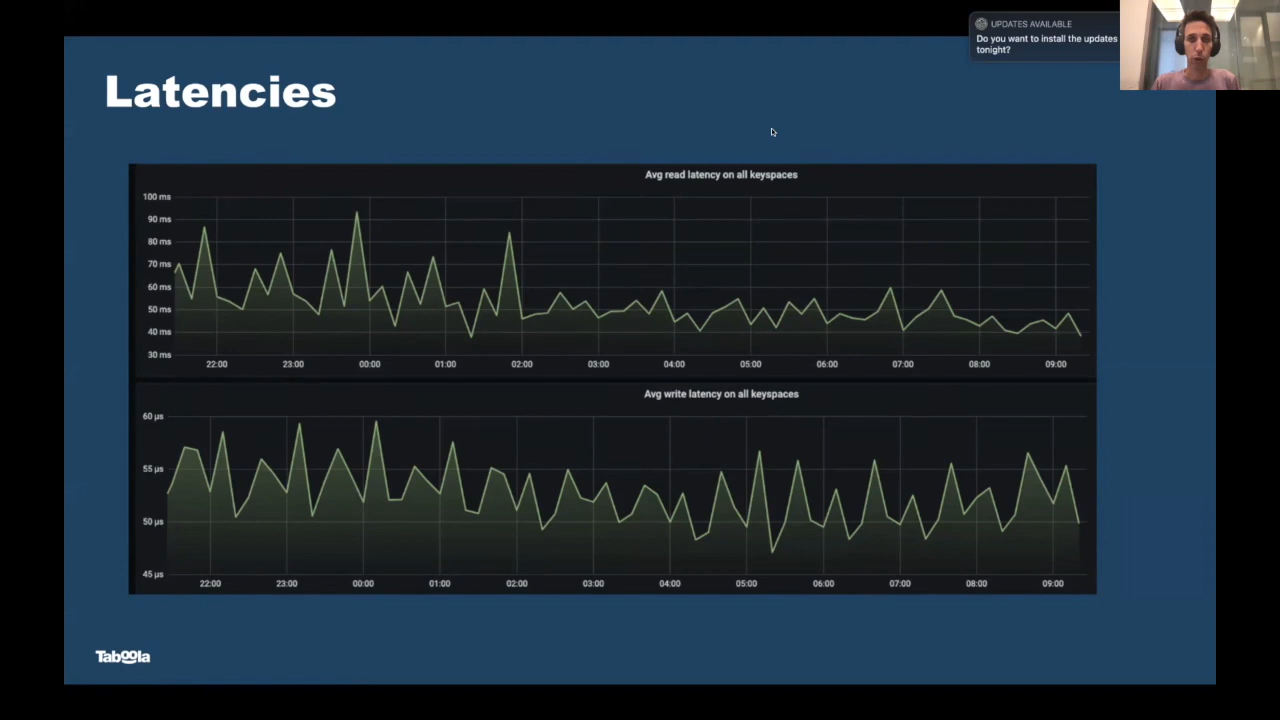 UPDATES AVAILABLE
Do you want to install the updates
tonight?
Latencies
Avg read latency on all keyspaces
100 ms
90 ms
80 ms
70 ms
60 ms
50 ms
40 ms
30 ms
22:00 23:00 00:00 01:00 02:00 03:00 04:00 05:00 06:00 07:00 08:00 09:00
Avg write latency on all keyspaces
60 µs
55 µs
50 µs
45 µs
22:00 23:00 00:00 01:00 02:00 03:00 04:00 05:00 06:00 07:00 08:00 09:00
Taboola